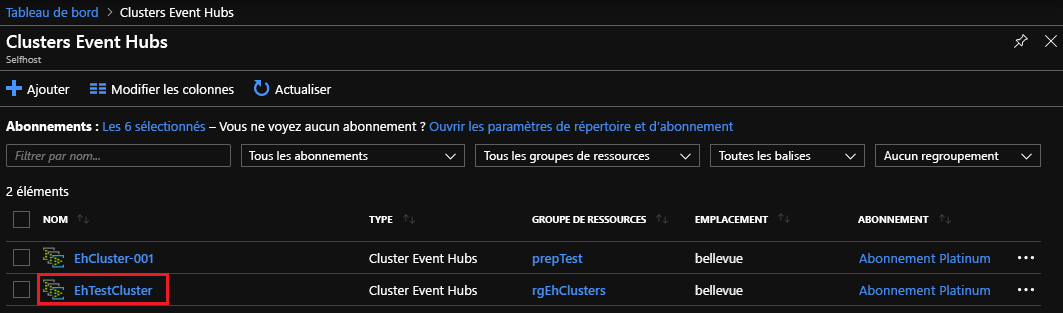 Tableau de bord > Clusters Event Hubs
Clusters Event Hubs
Selfhost
Ajouter Modifier les colonnes Actualiser
Abonnements : Les 6 sélectionnés – Vous ne voyez aucun abonnement ? Ouvrir les paramètres de répertoire et d'abonnement
Filtrer par nom... Tous les abonnements Tous les groupes de ressources Toutes les balises Aucun regroupement
2 éléments
NOM TYPE GROUPE DE RESSOURCES EMPLACEMENT ABONNEMENT
EhCluster-001 Cluster Event Hubs prepTest bellevue Abonnement Platinum
EhTestCluster Cluster Event Hubs rgEhClusters bellevue Abonnement Platinum